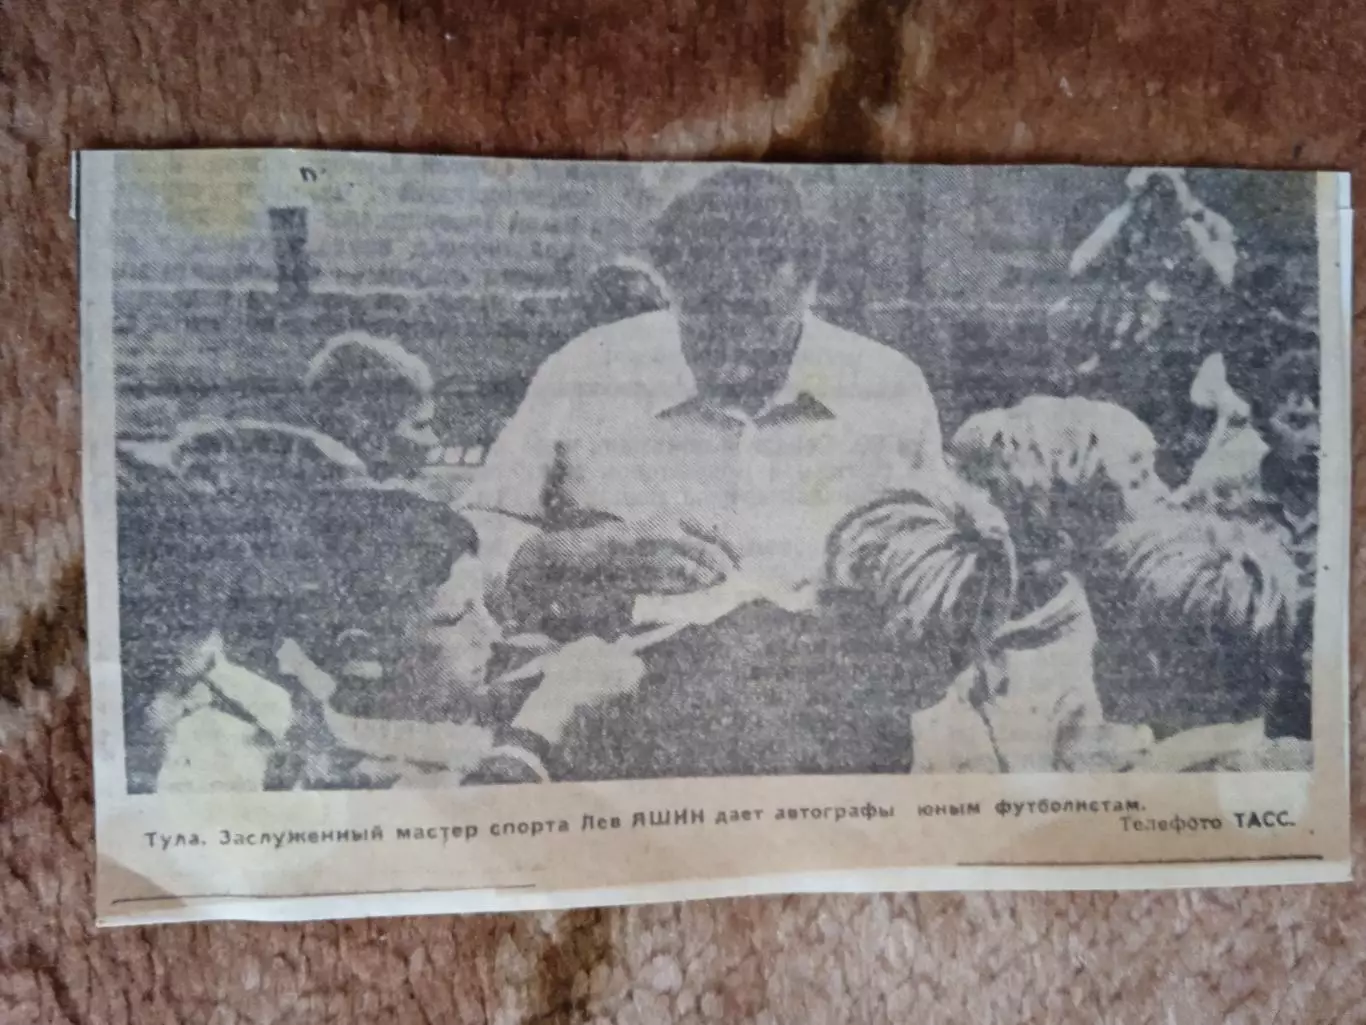 Тула. Заслуженный мастер спорта Лев ЯШИН дает автографы юным футболистам.
Телефото ТАСС.